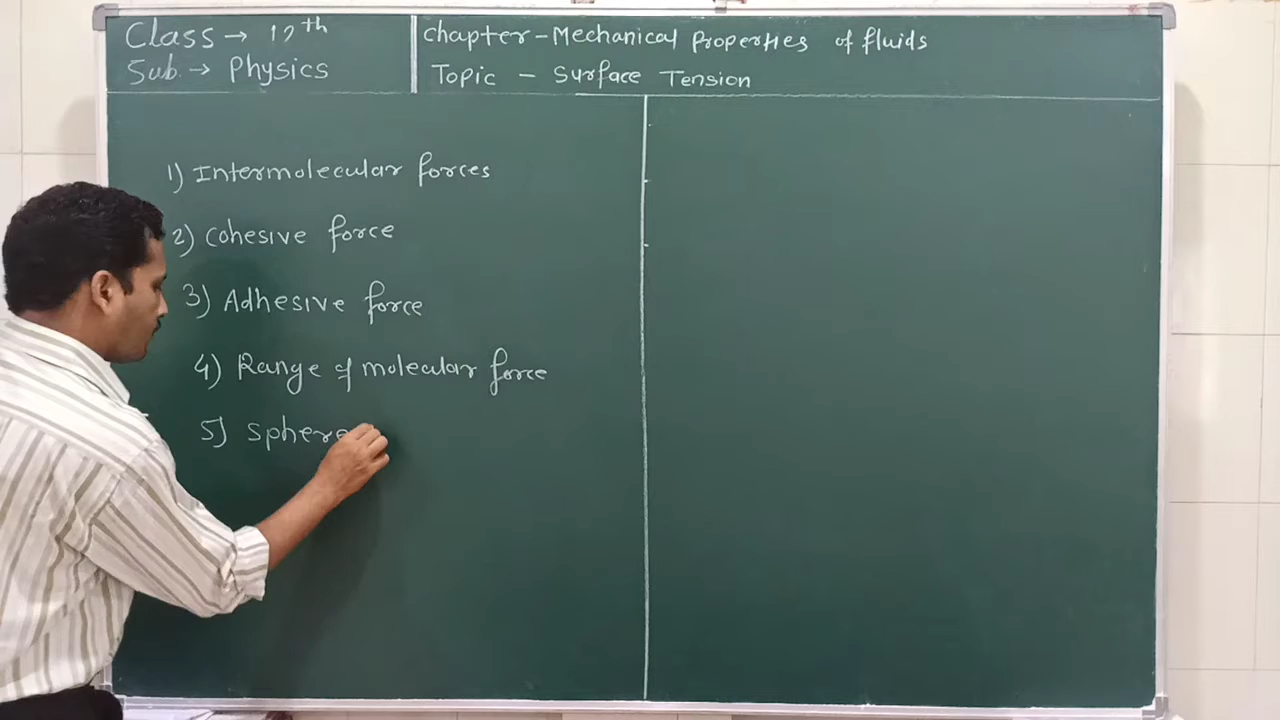 Class → 12th
Sub. → Physics
Chapter - Mechanical Properties of fluids
Topic - Surface Tension
1) Intermolecular forces
2) Cohesive force
3) Adhesive force
4) Range of molecular force
5) Sphere